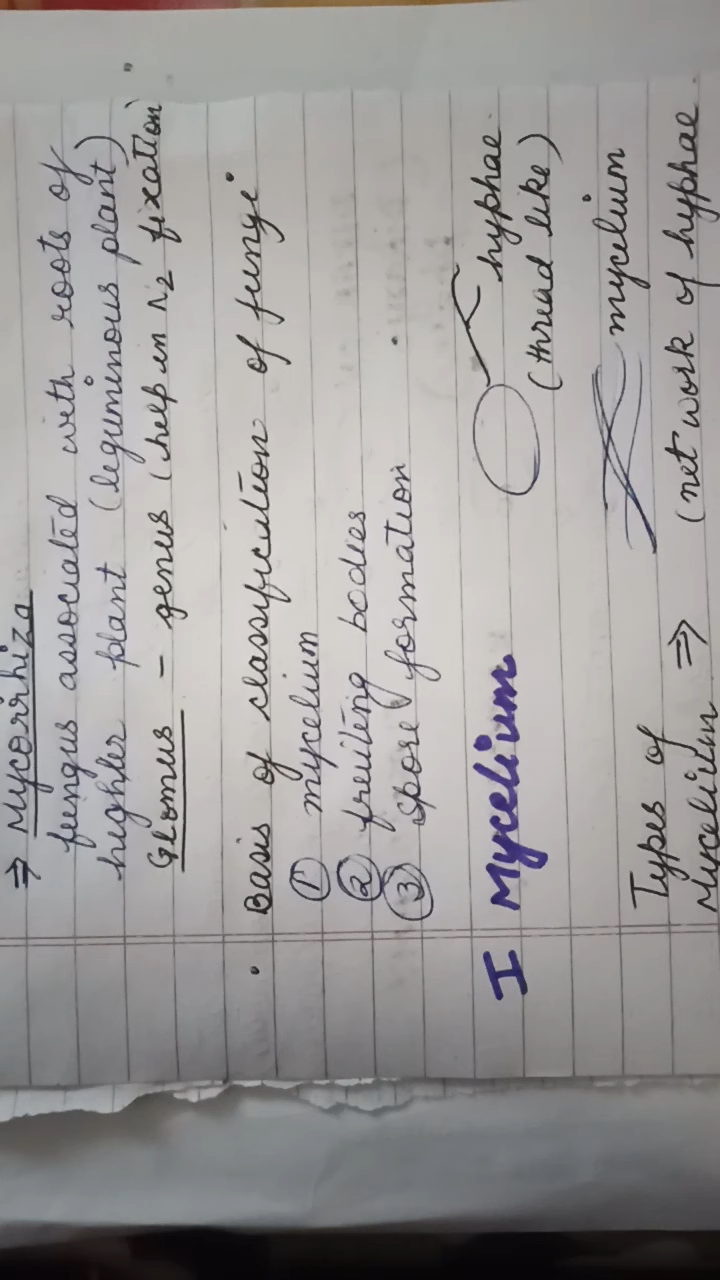 ⇒ Mycorrhiza
fungus associated with roots of
higher plant (leguminous plant)
Glomus - genus (help in N₂ fixation)
• Basis of classification of fungi
① mycelium
② fruiting bodies
③ spore formation
I Mycelium
hyphae
(thread like)
mycelium
Types of
Mycelium ⇒ (net work of hyphae